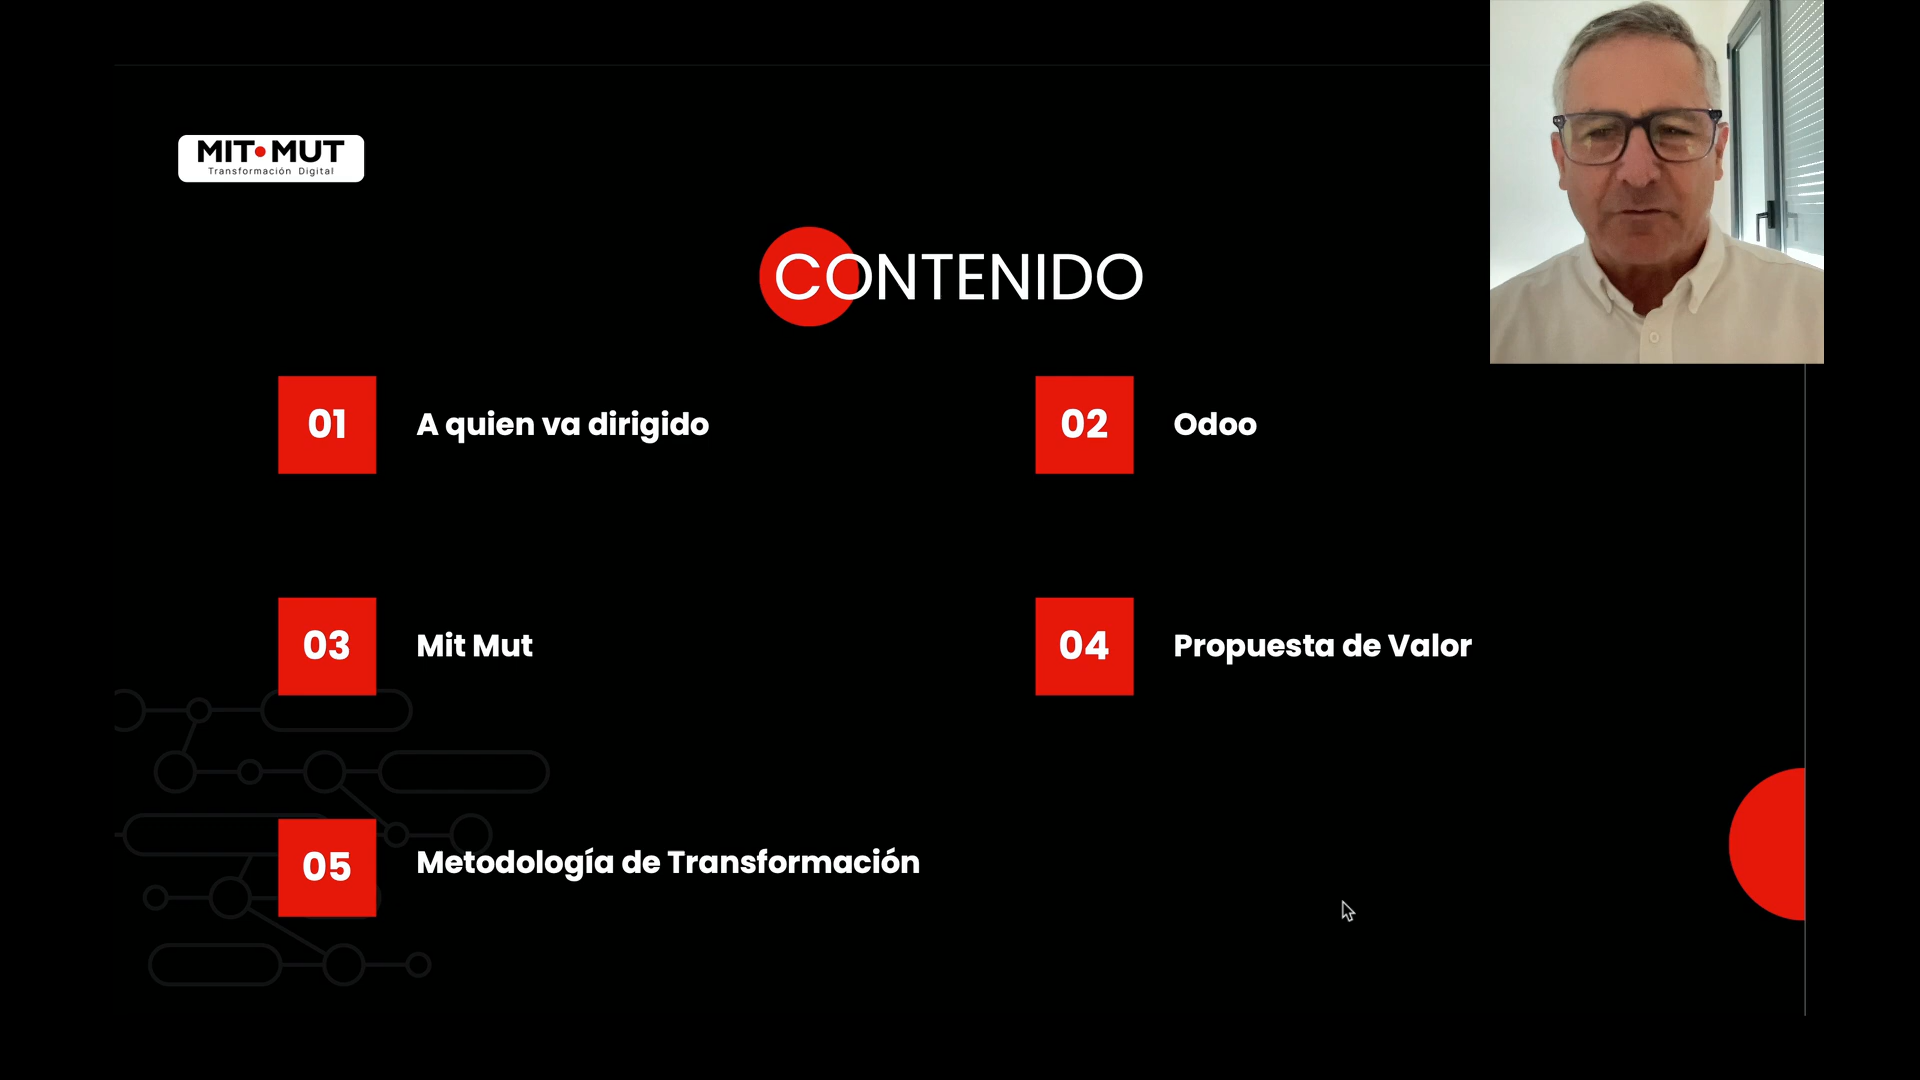 MIT•MUT
Transformación Digital
CONTENIDO
01
A quien va dirigido
02
Odoo
03
Mit Mut
04
Propuesta de Valor
05
Metodología de Transformación